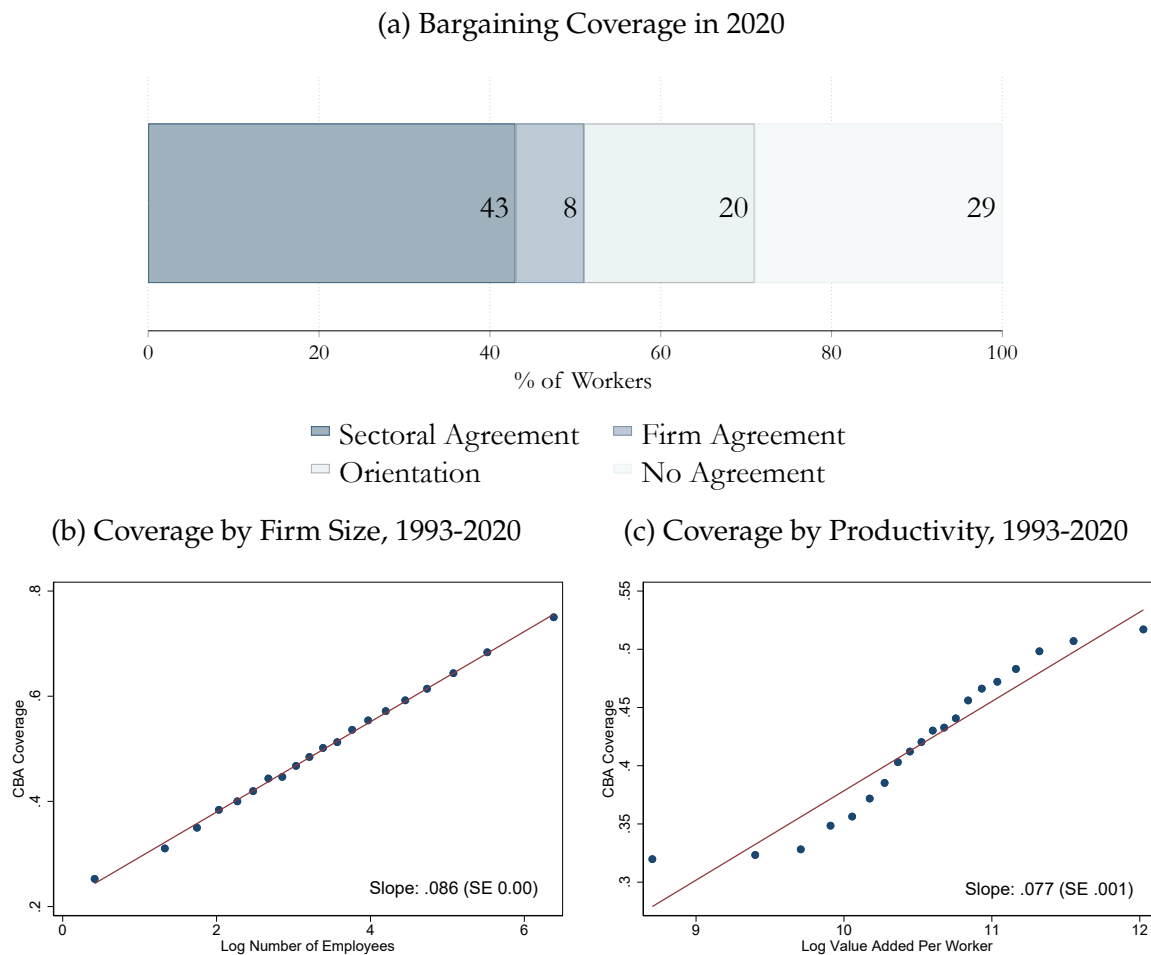 (a) Bargaining Coverage in 2020
43 8 20 29
0 20 40 60 80 100
% of Workers
Sectoral Agreement Firm Agreement
Orientation No Agreement
(b) Coverage by Firm Size, 1993-2020
.8
.6
.4
.2
CBA Coverage
Slope: .086 (SE 0.00)
0 2 4 6
Log Number of Employees
(c) Coverage by Productivity, 1993-2020
.55
.5
.45
.4
.35
.3
CBA Coverage
Slope: .077 (SE .001)
9 10 11 12
Log Value Added Per Worker